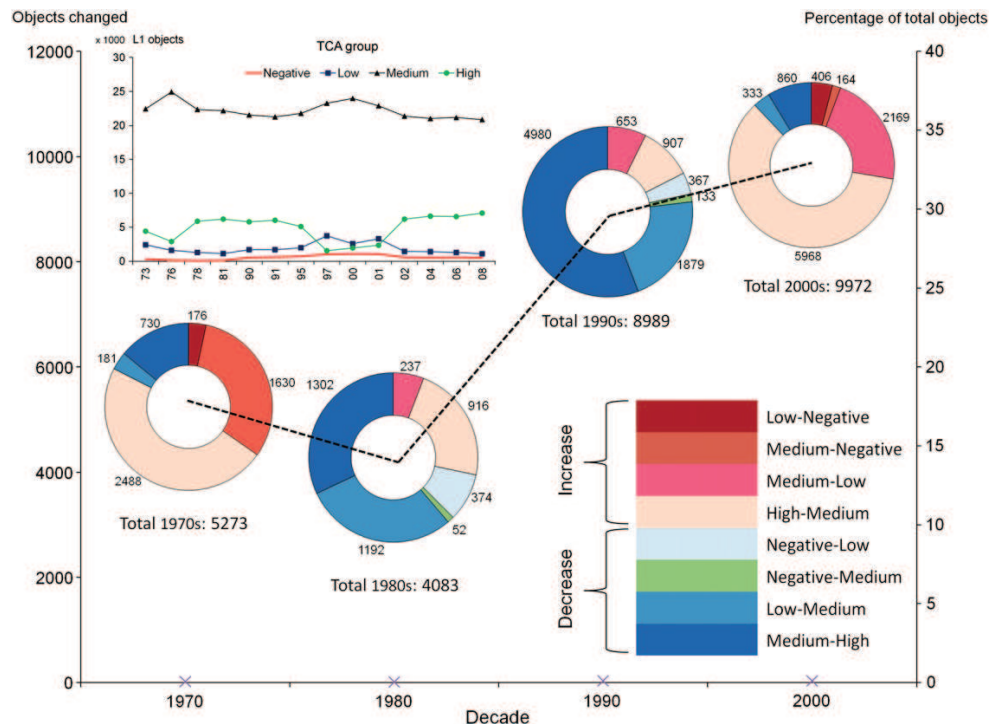 Objects changed
Percentage of total objects
x 1000 L1 objects
TCA group
Negative Low Medium High
30
25
20
15
10
5
0
73 76 78 81 90 91 95 97 00 01 02 04 06 08
12000
10000
8000
6000
4000
2000
0
40
35
30
25
20
15
10
5
0
176
1630
2488
181
730
Total 1970s: 5273
237
916
374
52
1192
1302
Total 1980s: 4083
653
907
367
133
1879
4980
Total 1990s: 8989
406
164
2169
5968
333
860
Total 2000s: 9972
Increase
Low-Negative
Medium-Negative
Medium-Low
High-Medium
Decrease
Negative-Low
Negative-Medium
Low-Medium
Medium-High
1970 1980 1990 2000
Decade